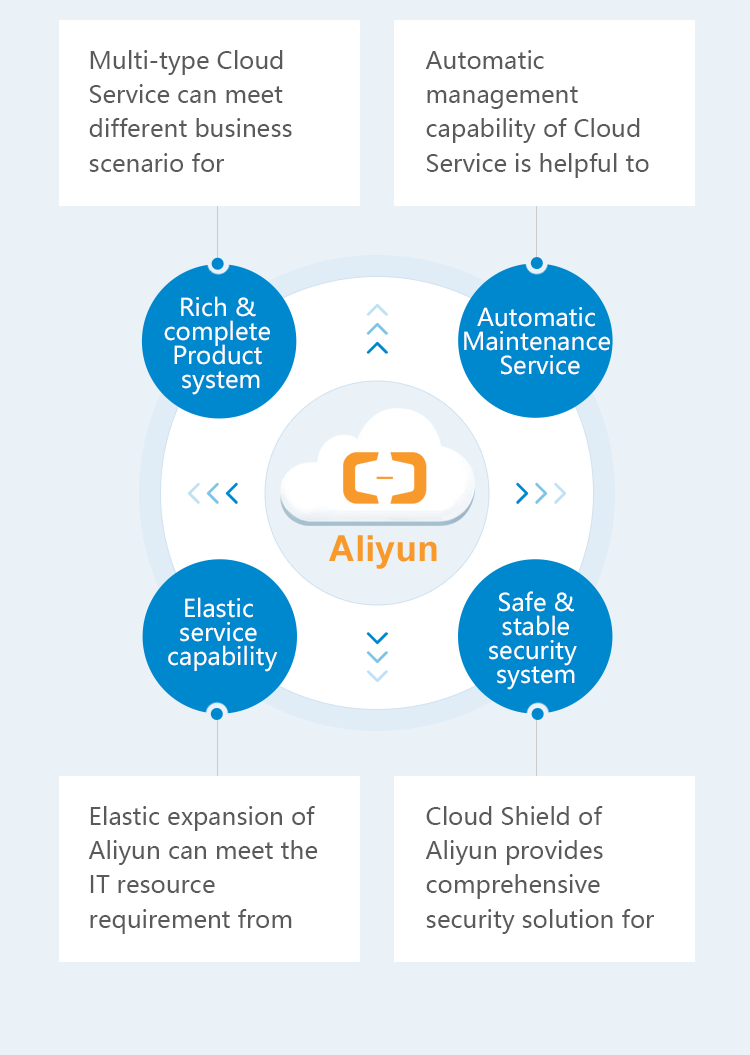 Multi-type Cloud
Service can meet
different business
scenario for
Automatic
management
capability of Cloud
Service is helpful to
Rich &
complete
Product
system
Automatic
Maintenance
Service
Aliyun
Elastic
service
capability
Safe &
stable
security
system
Elastic expansion of
Aliyun can meet the
IT resource
requirement from
Cloud Shield of
Aliyun provides
comprehensive
security solution for